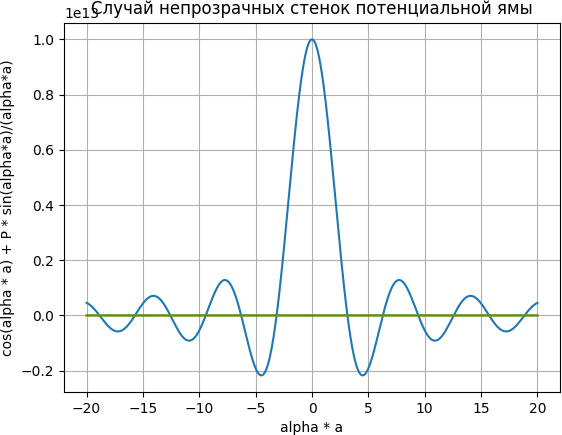 Случай непрозрачных стенок потенциальной ямы
1e13
cos(alpha * a) + P * sin(alpha*a)/(alpha*a)
1.0
0.8
0.6
0.4
0.2
0.0
−0.2
−20 −15 −10 −5 0 5 10 15 20
alpha * a